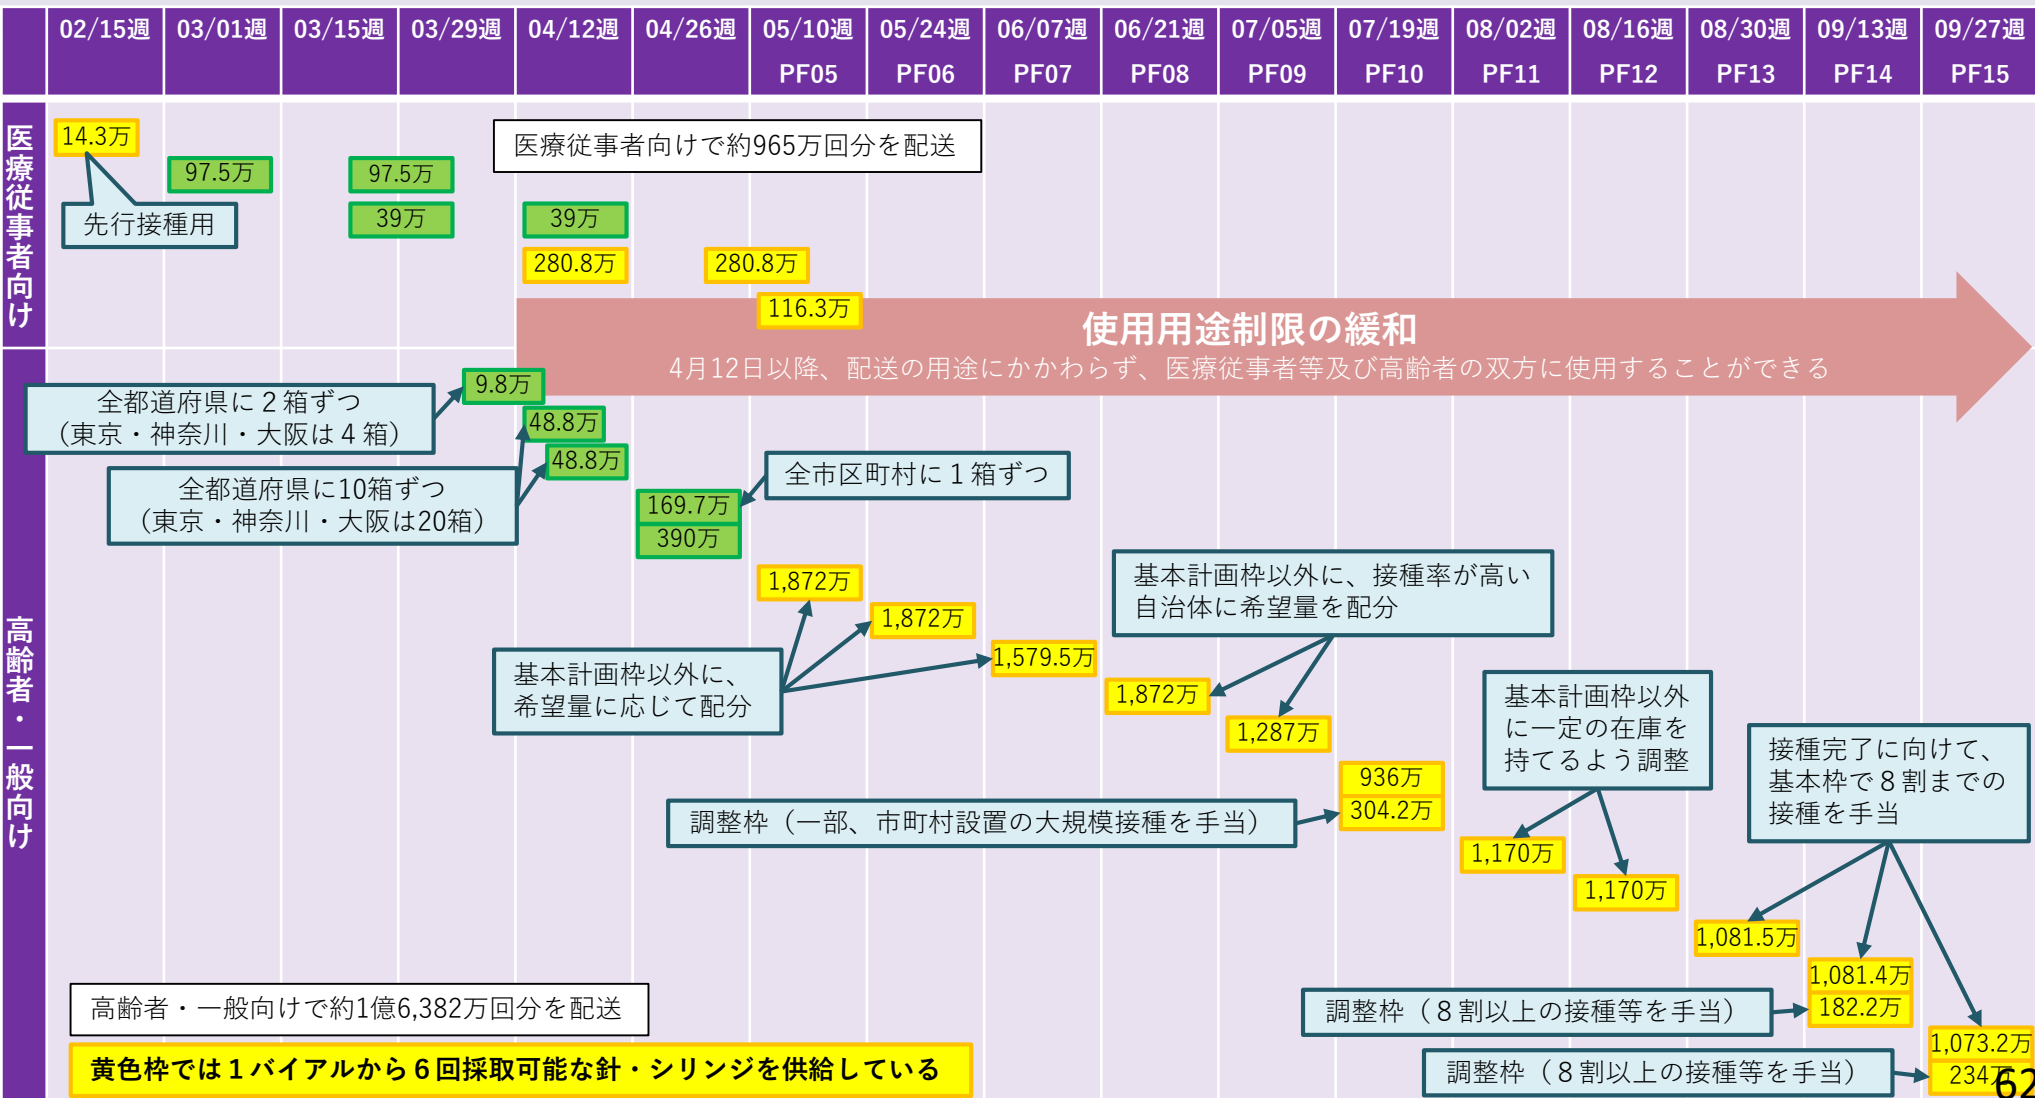 02/15週
03/01週
03/15週
03/29週
04/12週
04/26週
05/10週
PF05
05/24週
PF06
06/07週
PF07
06/21週
PF08
07/05週
PF09
07/19週
PF10
08/02週
PF11
08/16週
PF12
08/30週
PF13
09/13週
PF14
09/27週
PF15
医療従事者向け
14.3万
先行接種用
97.5万
97.5万
39万
39万
280.8万
280.8万
116.3万
医療従事者向けで約965万回分を配送
使用用途制限の緩和
4月12日以降、配送の用途にかかわらず、医療従事者等及び高齢者の双方に使用することができる
高齢者・一般向け
全都道府県に２箱ずつ
（東京・神奈川・大阪は４箱）
9.8万
全都道府県に10箱ずつ
（東京・神奈川・大阪は20箱）
48.8万
48.8万
全市区町村に１箱ずつ
169.7万
390万
基本計画枠以外に、
希望量に応じて配分
1,872万
1,872万
1,579.5万
基本計画枠以外に、接種率が高い
自治体に希望量を配分
1,872万
1,287万
調整枠（一部、市町村設置の大規模接種を手当）
936万
304.2万
基本計画枠以外
に一定の在庫を
持てるよう調整
1,170万
1,170万
接種完了に向けて、
基本枠で８割までの
接種を手当
1,081.5万
1,081.4万
182.2万
調整枠（８割以上の接種等を手当）
1,073.2万
234万
調整枠（８割以上の接種等を手当）
高齢者・一般向けで約1億6,382万回分を配送
黄色枠では１バイアルから６回採取可能な針・シリンジを供給している
62